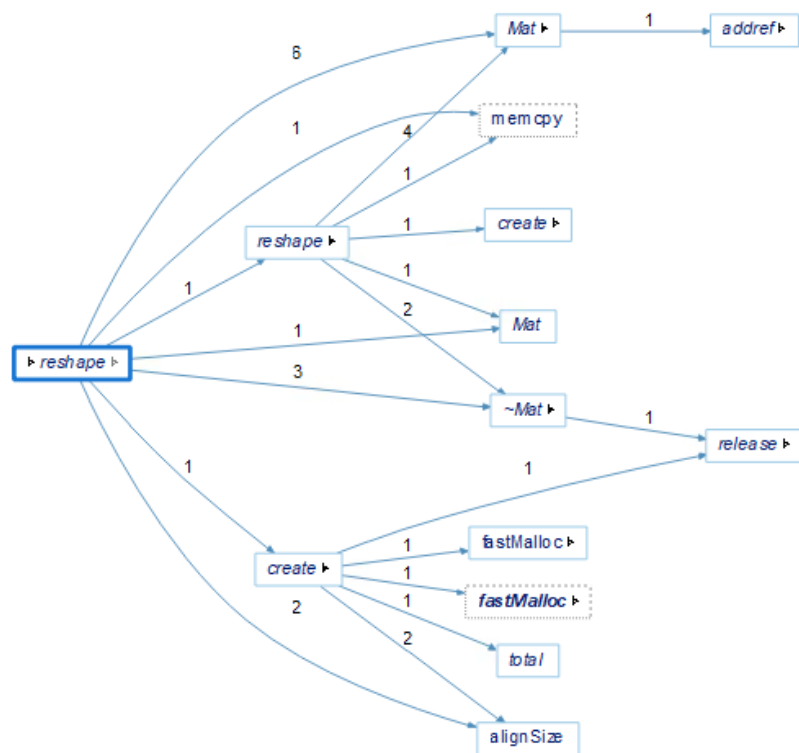 Mat
1
addref
6
1
memcpy
4
1
reshape
1
create
1
1
2
Mat
1
reshape
3
~Mat
1
release
1
1
create
1
fastMalloc
1
fastMalloc
1
total
2
2
alignSize